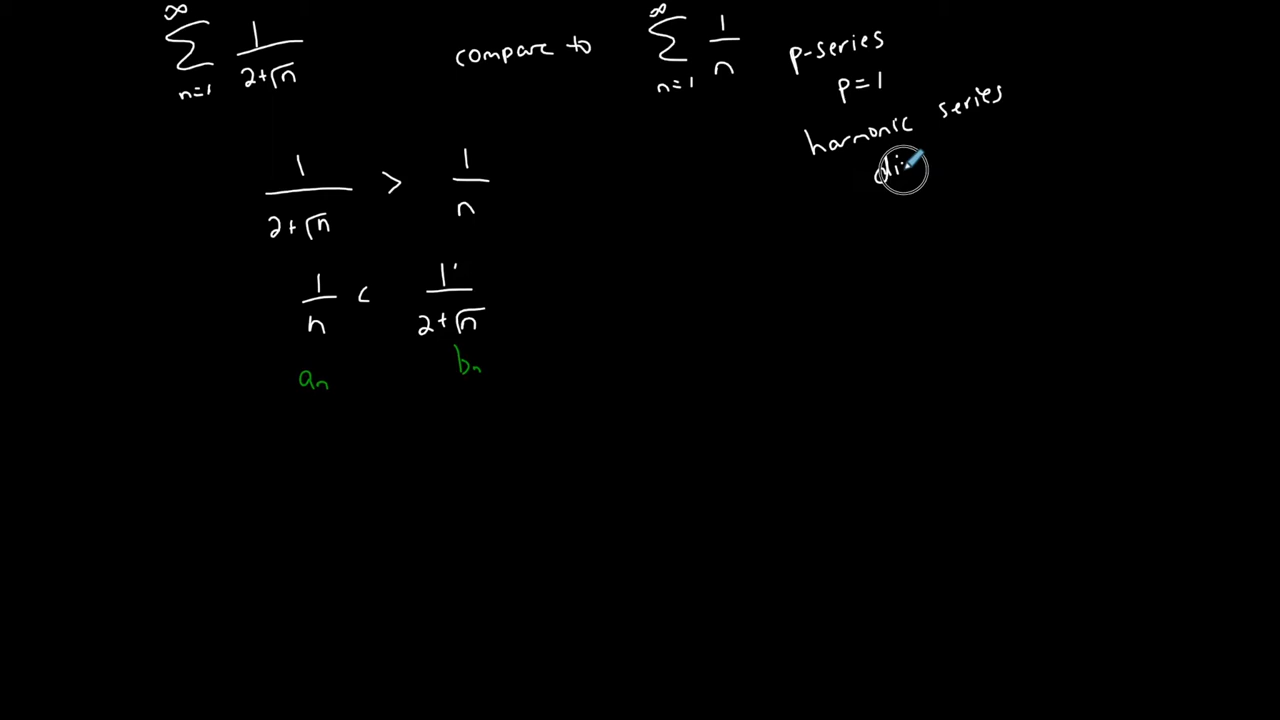 ∞ ∑ n=1 1/(2+√n) compare to ∞ ∑ n=1 1/n p-series
p=1
harmonic series
di
1/(2+√n) > 1/n
1/n < 1/(2+√n)
aₙ bₙ